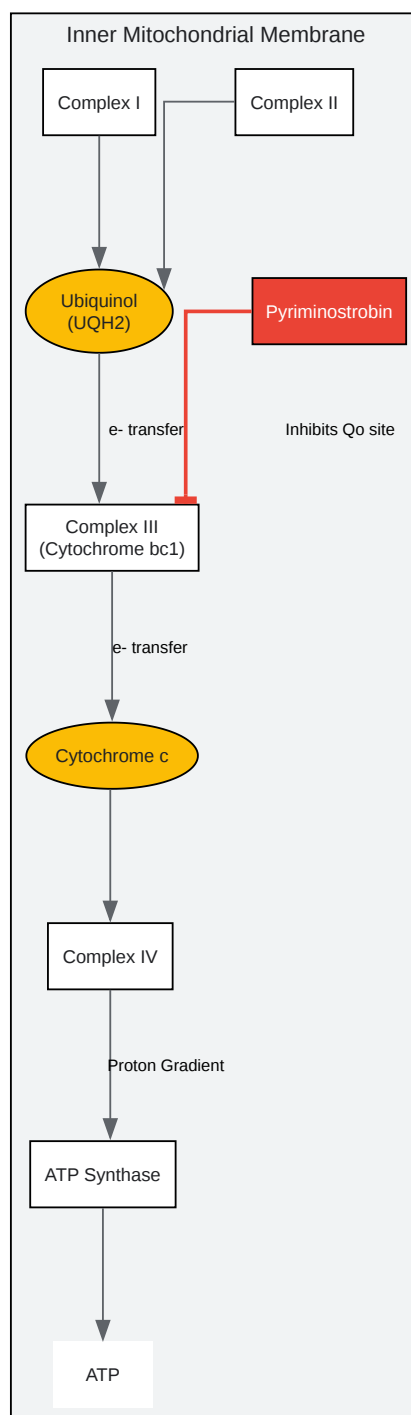 Inner Mitochondrial Membrane
Complex I
Complex II
Ubiquinol
(UQH2)
Pyriminostrobin
e- transfer
Inhibits Qo site
Complex III
(Cytochrome bc1)
e- transfer
Cytochrome c
Complex IV
Proton Gradient
ATP Synthase
ATP